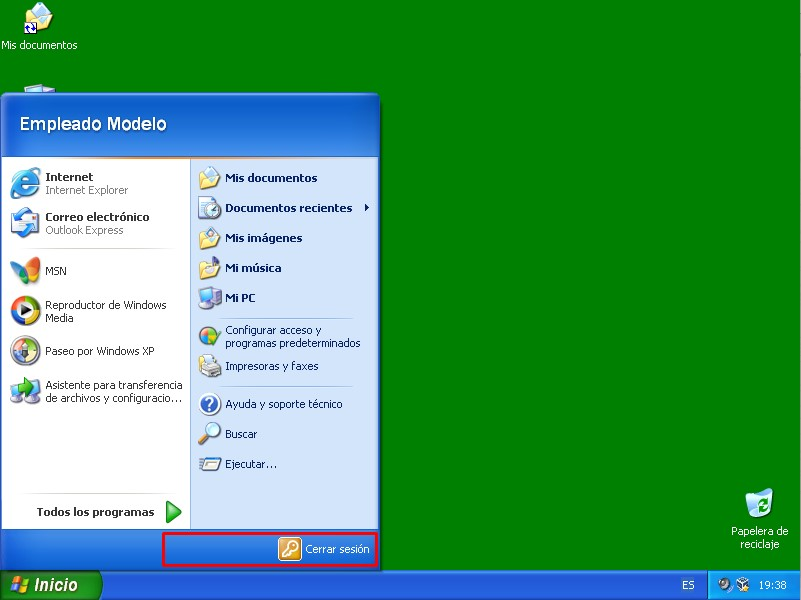 Mis documentos
Empleado Modelo
Internet
Internet Explorer
Correo electrónico
Outlook Express
MSN
Reproductor de Windows
Media
Paseo por Windows XP
Asistente para transferencia
de archivos y configuracio...
Todos los programas
Mis documentos
Documentos recientes
Mis imágenes
Mi música
Mi PC
Configurar acceso y
programas predeterminados
Impresoras y faxes
Ayuda y soporte técnico
Buscar
Ejecutar...
Cerrar sesión
Papelera de
reciclaje
Inicio
ES
19:38